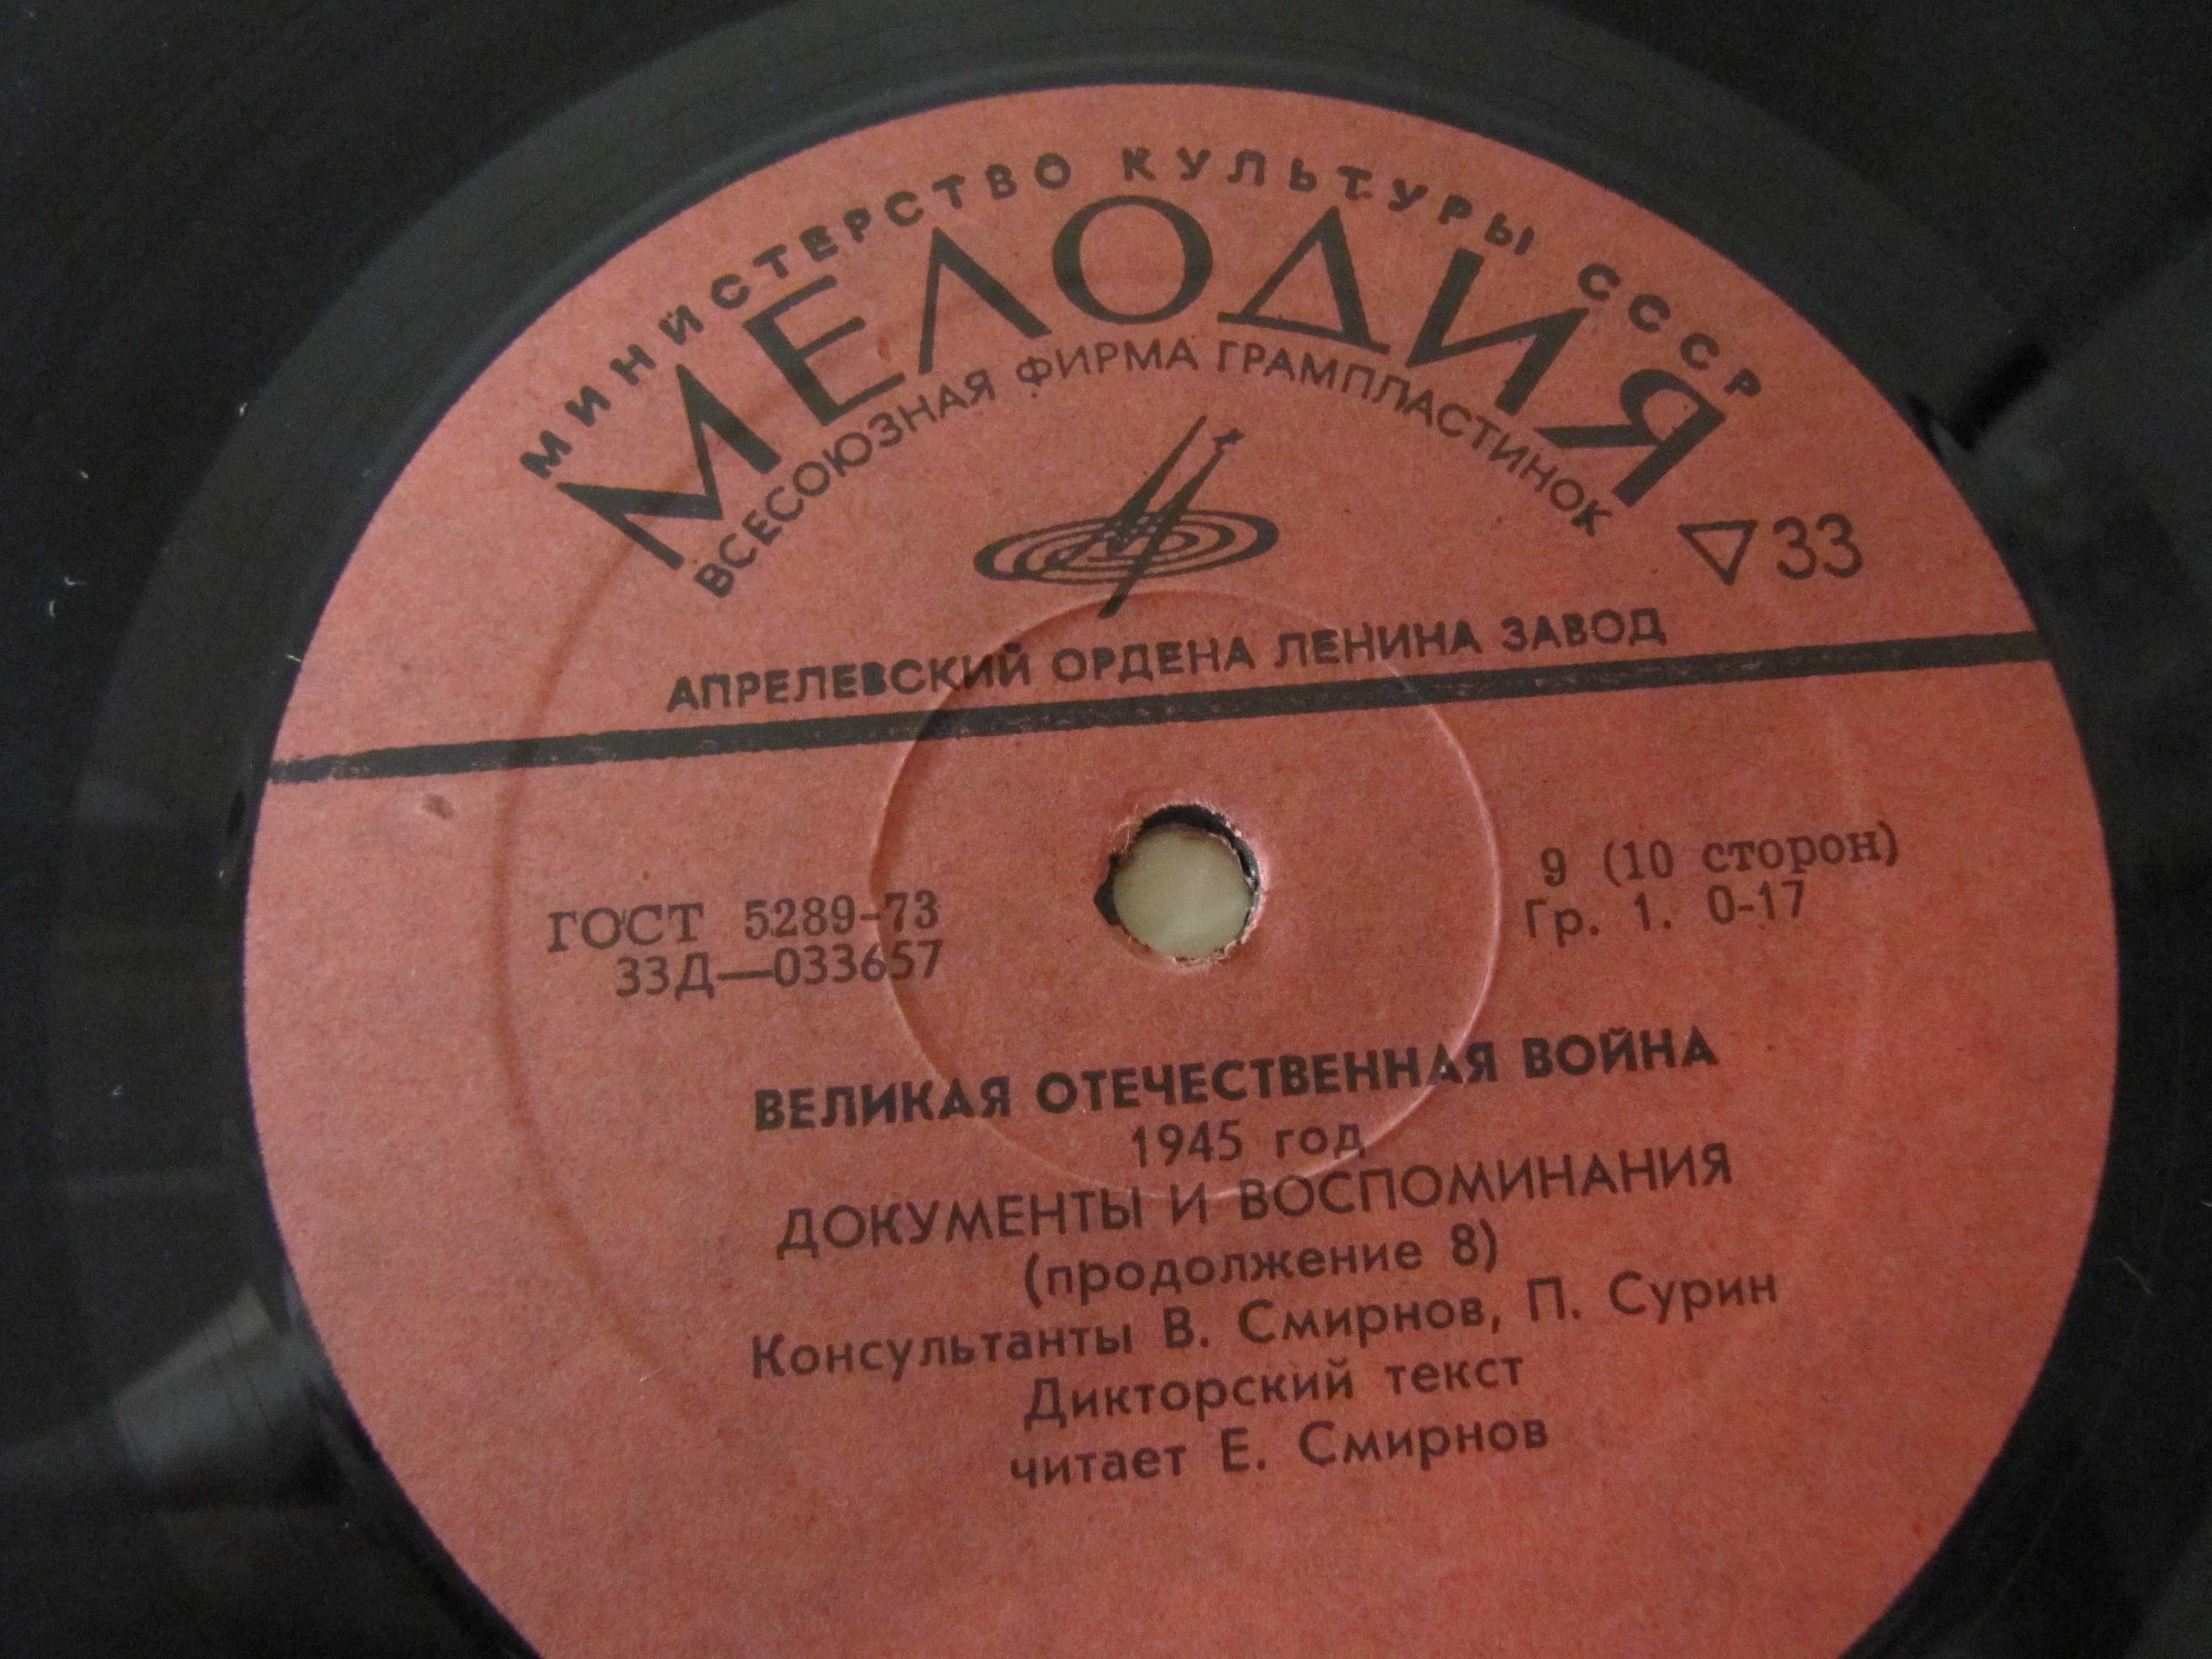 МИНИСТЕРСТВО КУЛЬТУРЫ СССР
МЕЛОДИЯ
ВСЕСОЮЗНАЯ ФИРМА ГРАМПЛАСТИНОК
33
АПРЕЛЕВСКИЙ ОРДЕНА ЛЕНИНА ЗАВОД
ГОСТ 5289-73
33Д—033657
9 (10 сторон)
Гр. 1. 0-17
ВЕЛИКАЯ ОТЕЧЕСТВЕННАЯ ВОЙНА
1945 год
ДОКУМЕНТЫ И ВОСПОМИНАНИЯ
(продолжение 8)
Консультанты В. Смирнов, П. Сурин
Дикторский текст
читает Е. Смирнов